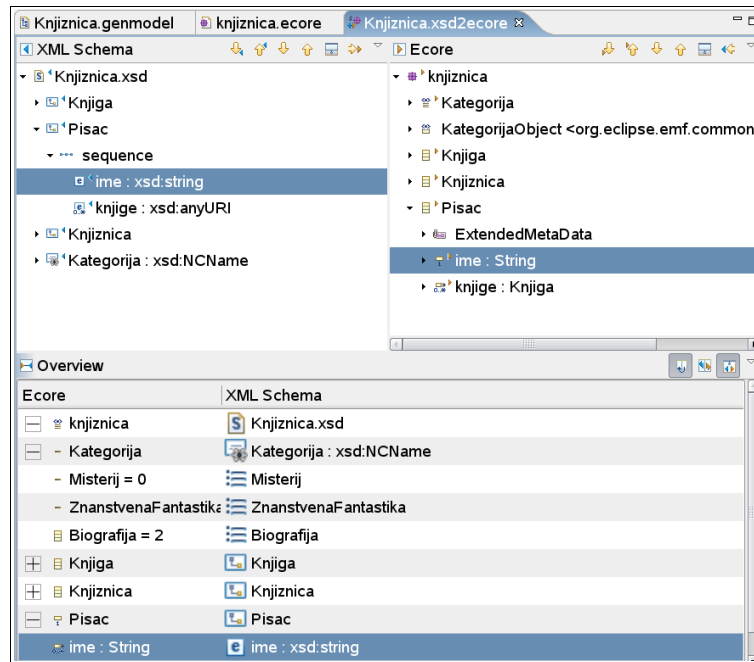 Knjiznica.genmodel knjiznica.ecore Knjiznica.xsd2ecore
XML Schema
Knjiznica.xsd
Knjiga
Pisac
sequence
ime : xsd:string
knjige : xsd:anyURI
Knjiznica
Kategorija : xsd:NCName
Ecore
knjiznica
Kategorija
KategorijaObject <org.eclipse.emf.common
Knjiga
Knjiznica
Pisac
ExtendedMetaData
ime : String
knjige : Knjiga
Overview
Ecore XML Schema
knjiznica Knjiznica.xsd
Kategorija Kategorija : xsd:NCName
Misterij = 0 Misterij
ZnanstvenaFantastika ZnanstvenaFantastika
Biografija = 2 Biografija
Knjiga Knjiga
Knjiznica Knjiznica
Pisac Pisac
ime : String ime : xsd:string